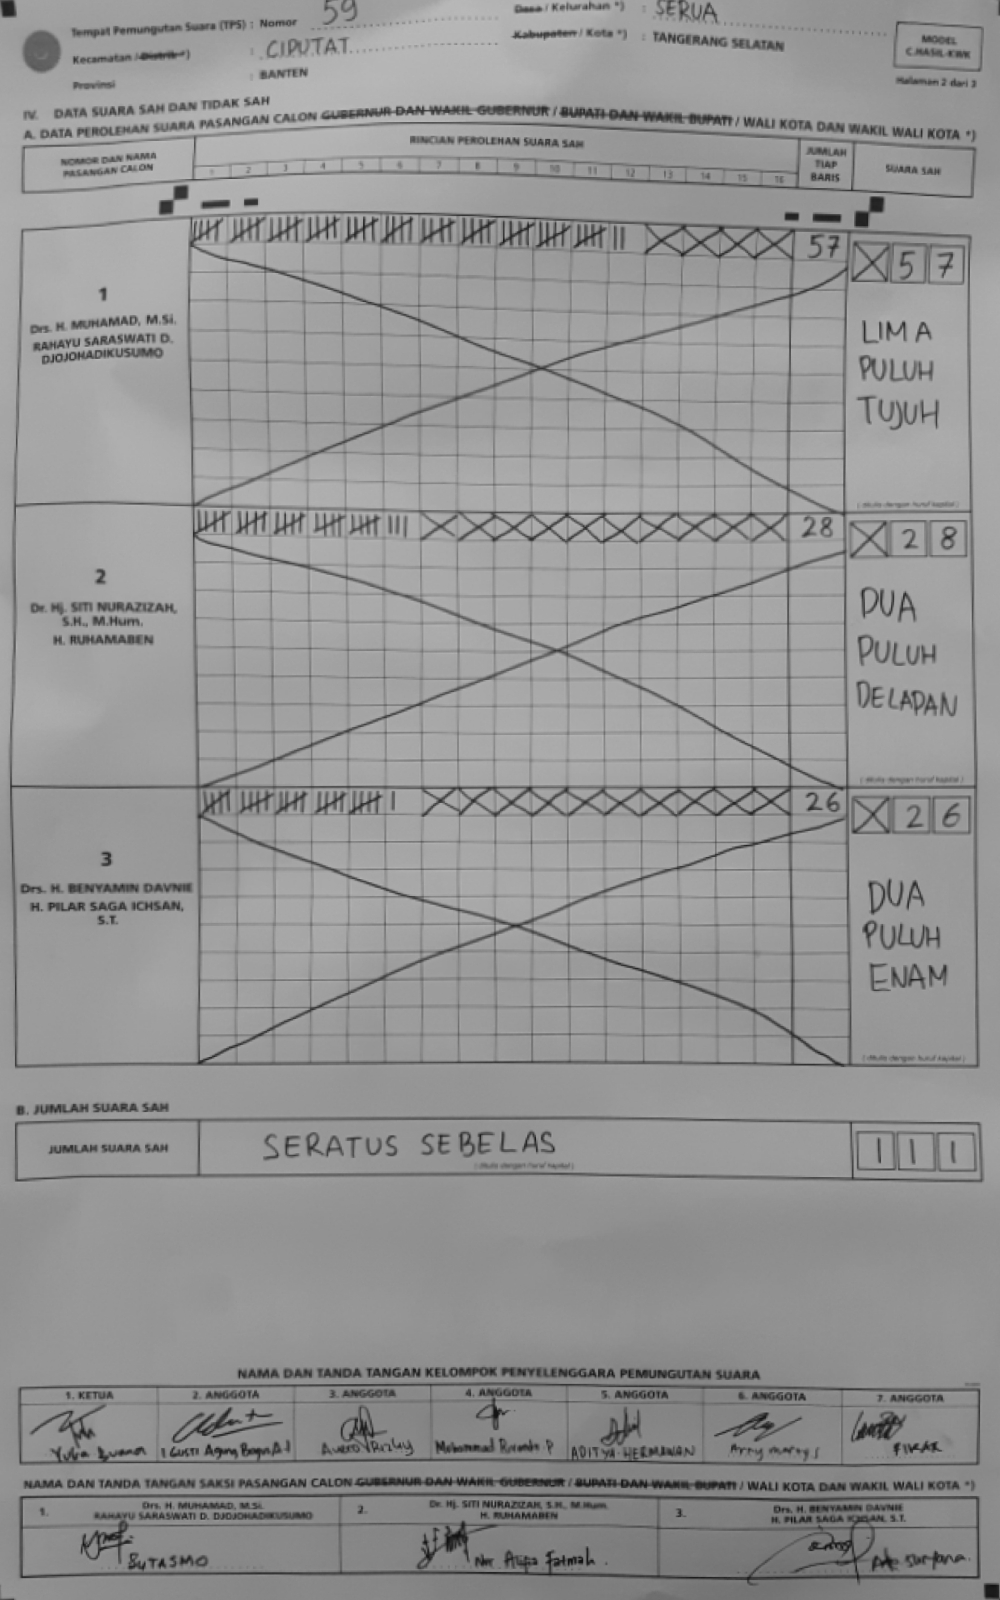 Tempat Pemungutan Suara (TPS) : Nomor 59
Desa / Kelurahan *) : SERUA
Kecamatan / Distrik *) : CIPUTAT
Kabupaten / Kota *) : TANGERANG SELATAN
Provinsi : BANTEN
MODEL
C.HASIL-KWK
Halaman 2 dari 3
IV. DATA SUARA SAH DAN TIDAK SAH
A. DATA PEROLEHAN SUARA PASANGAN CALON GUBERNUR DAN WAKIL GUBERNUR / BUPATI DAN WAKIL BUPATI / WALI KOTA DAN WAKIL WALI KOTA *)
NOMOR DAN NAMA
PASANGAN CALON
RINCIAN PEROLEHAN SUARA SAH
1 2 3 4 5 6 7 8 9 10 11 12 13 14 15 16
JUMLAH
TIAP
BARIS
SUARA SAH
1
Drs. H. MUHAMAD, M.Si.
RAHAYU SARASWATI D.
DJOJOHADIKUSUMO
57
X 5 7
LIMA
PULUH
TUJUH
(ditulis dengan huruf kapital)
2
Dr. Hj. SITI NURAZIZAH,
S.H., M.Hum.
H. RUHAMABEN
28
X 2 8
DUA
PULUH
DELAPAN
(ditulis dengan huruf kapital)
3
Drs. H. BENYAMIN DAVNIE
H. PILAR SAGA ICHSAN,
S.T.
26
X 2 6
DUA
PULUH
ENAM
(ditulis dengan huruf kapital)
B. JUMLAH SUARA SAH
JUMLAH SUARA SAH
SERATUS SEBELAS
(ditulis dengan huruf kapital)
1 1 1
NAMA DAN TANDA TANGAN KELOMPOK PENYELENGGARA PEMUNGUTAN SUARA
1. KETUA 2. ANGGOTA 3. ANGGOTA 4. ANGGOTA 5. ANGGOTA 6. ANGGOTA 7. ANGGOTA
I Gusti Agung Mohammad ADITYA HERMAWAN FIKAR
NAMA DAN TANDA TANGAN SAKSI PASANGAN CALON GUBERNUR DAN WAKIL GUBERNUR / BUPATI DAN WAKIL BUPATI / WALI KOTA DAN WAKIL WALI KOTA *)
1. Drs. H. MUHAMAD, M.Si.
RAHAYU SARASWATI D. DJOJOHADIKUSUMO
SUTASMO
2. Dr. Hj. SITI NURAZIZAH, S.H., M.Hum.
H. RUHAMABEN
Nur Fatmah
3. Drs. H. BENYAMIN DAVNIE
H. PILAR SAGA ICHSAN, S.T.
Suryana